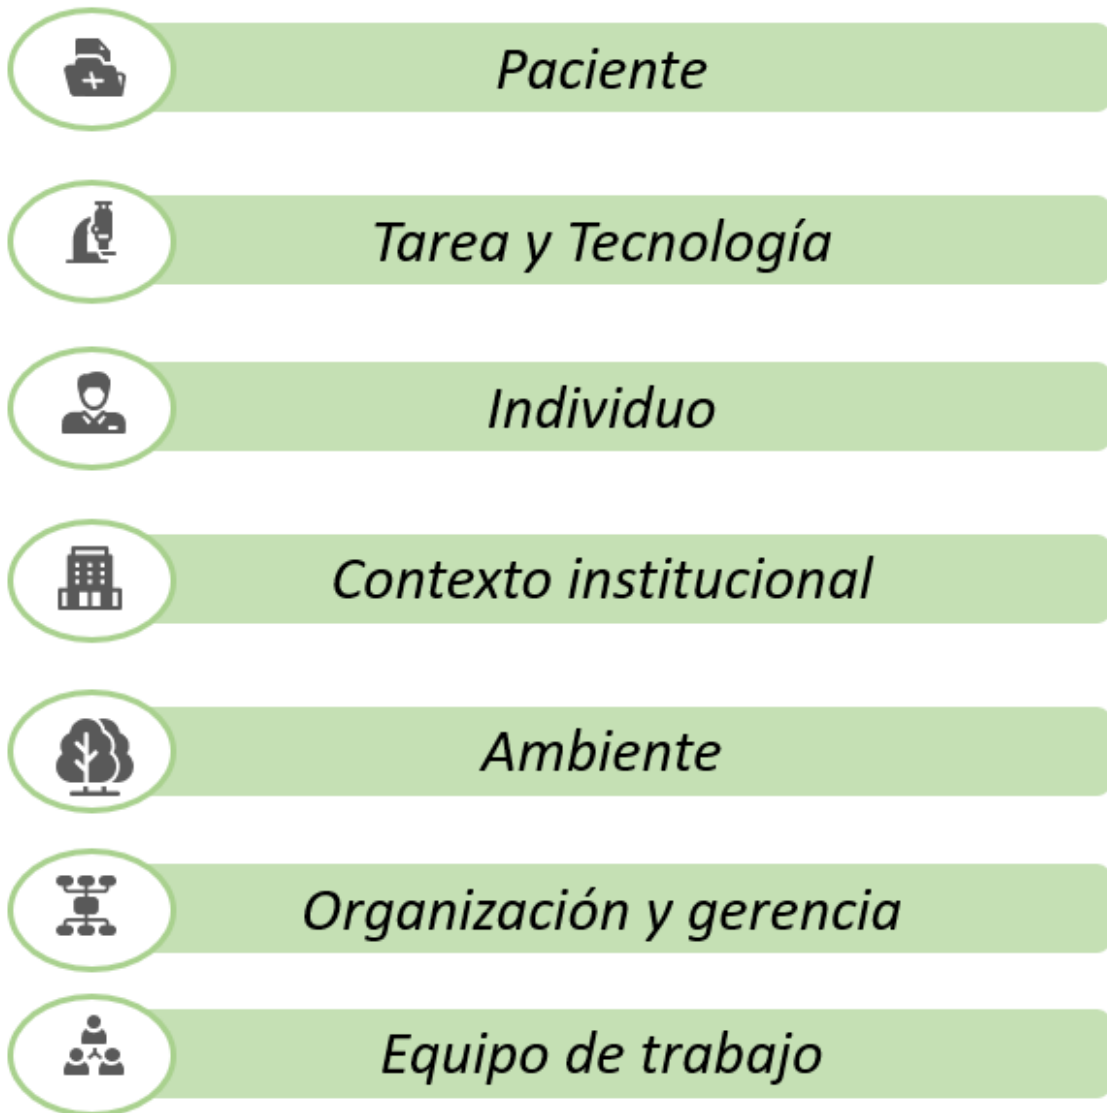 Paciente
Tarea y Tecnología
Individuo
Contexto institucional
Ambiente
Organización y gerencia
Equipo de trabajo